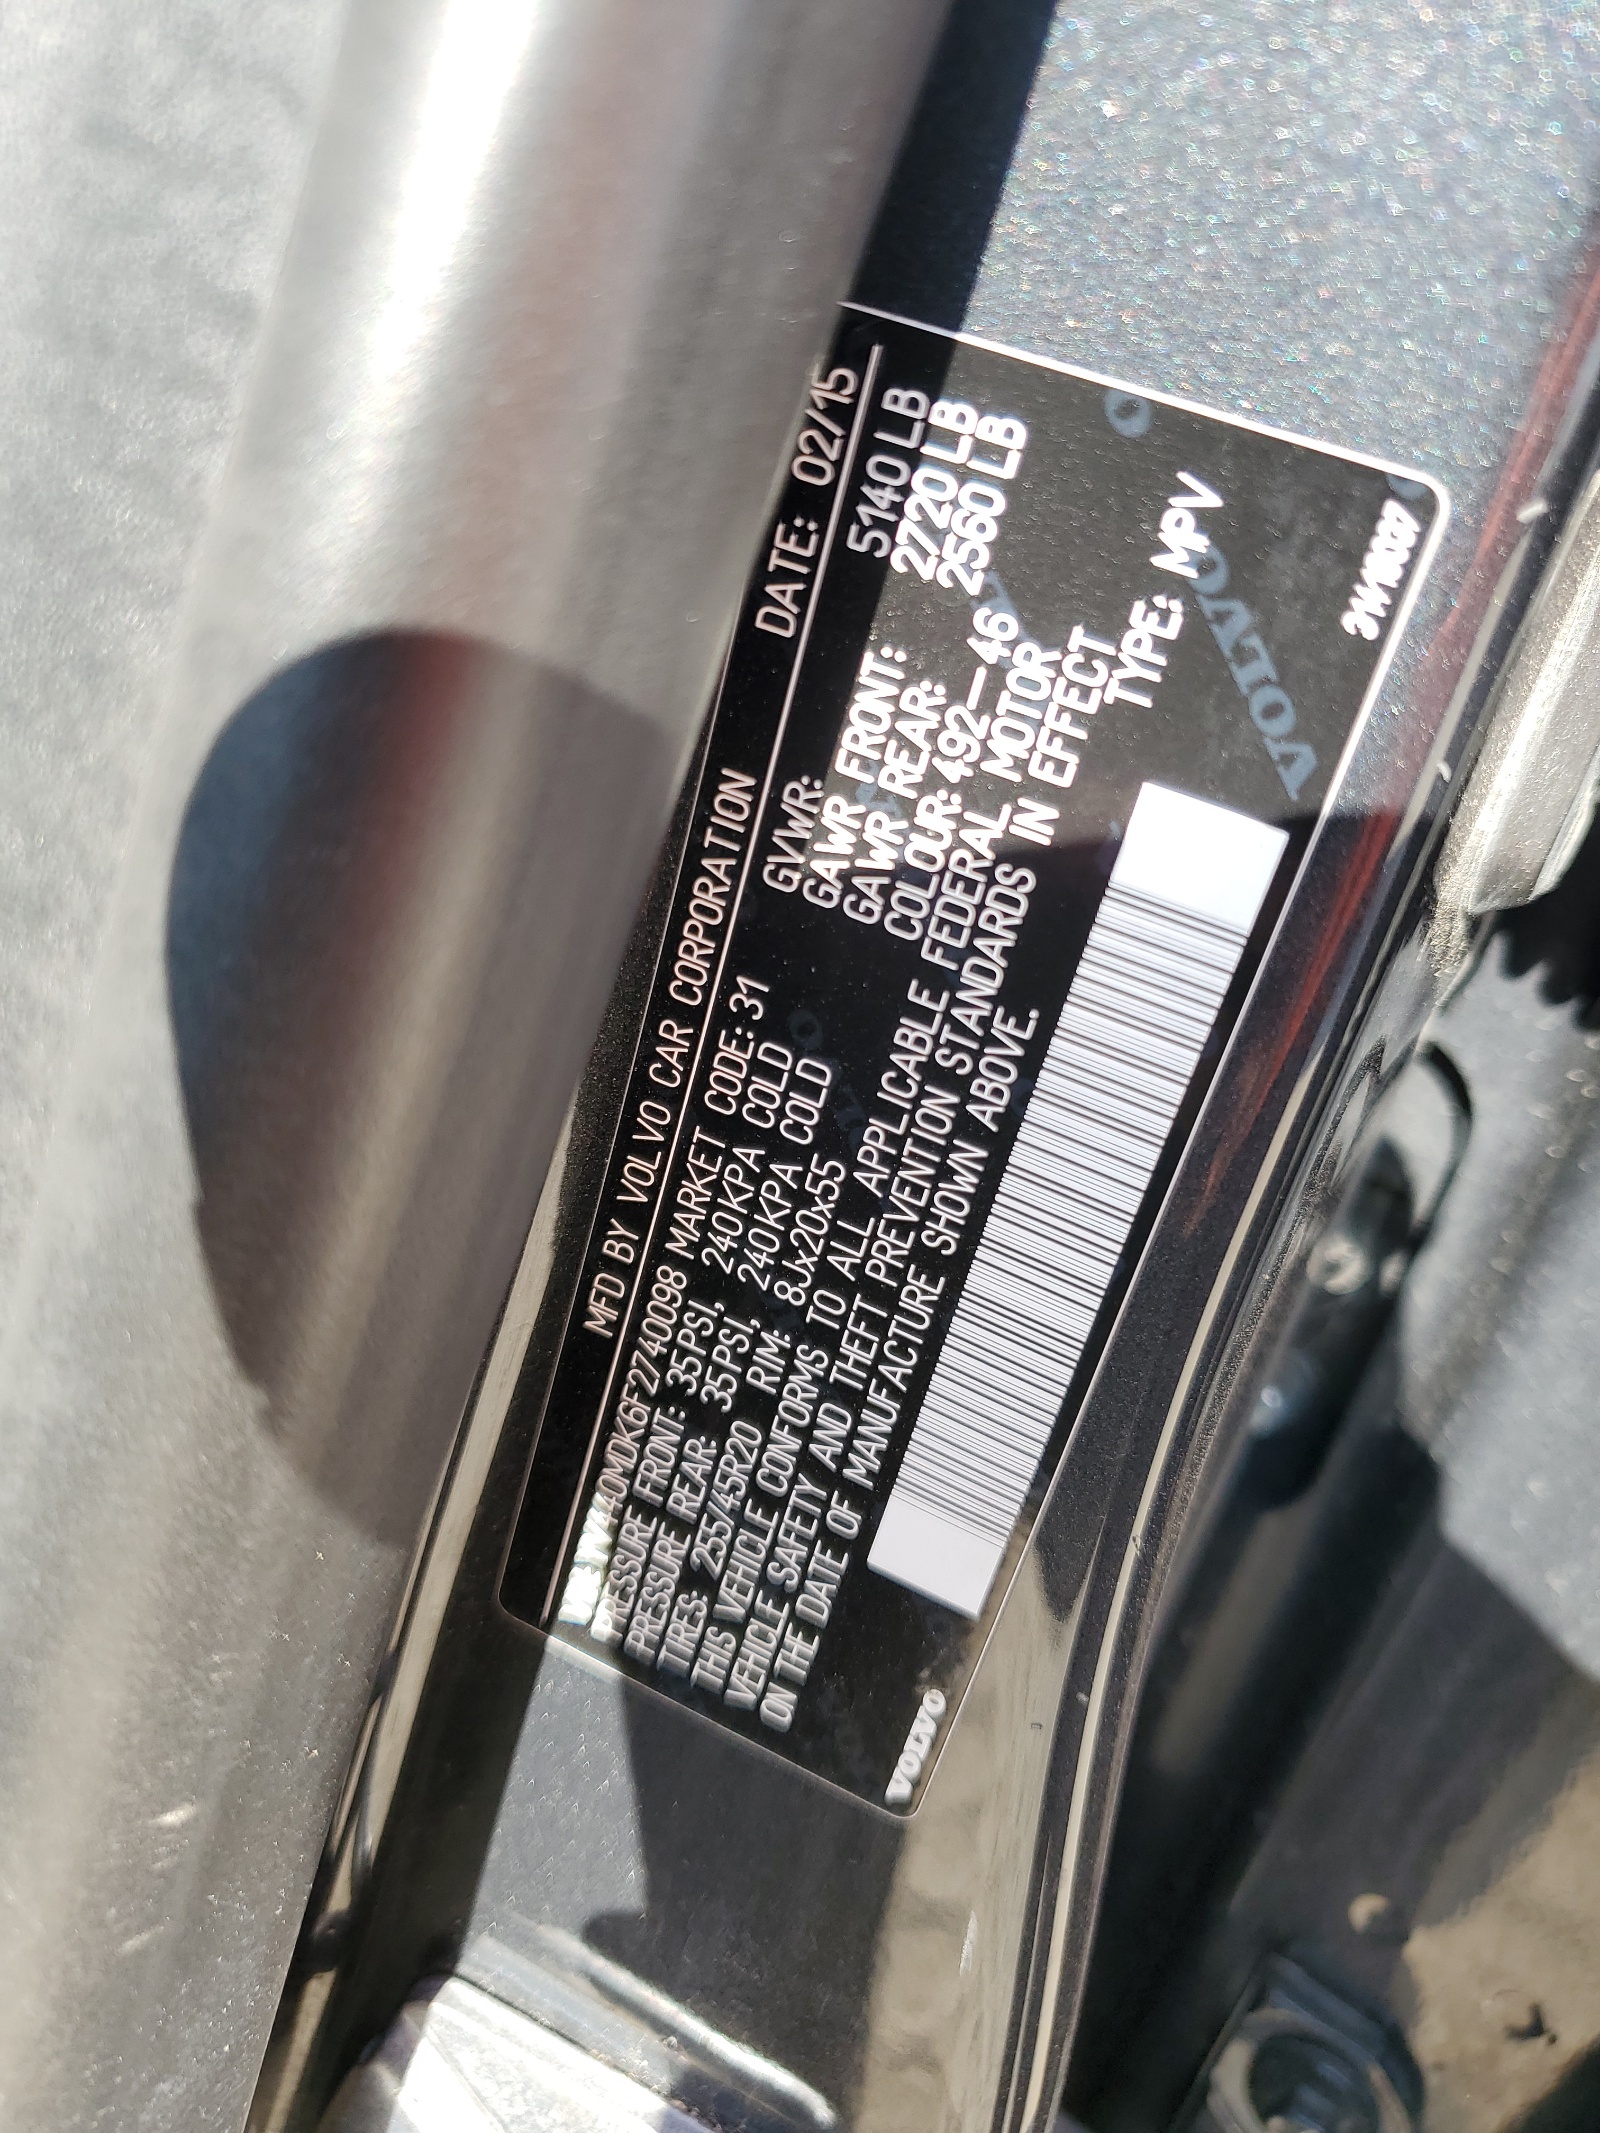 MFD BY VOLVO CAR CORPORATION DATE: 02/15
YV440MDK6F2740098 MARKET CODE: 31 GVWR: 5140 LB
PRESSURE FRONT: 35PSI, 240KPA COLD GAWR FRONT: 2720 LB
PRESSURE REAR: 35PSI, 240KPA COLD GAWR REAR: 2560 LB
TIRES: 255/45R20 RIM: 8Jx20x55 COLOUR: 492-46
THIS VEHICLE CONFORMS TO ALL APPLICABLE FEDERAL MOTOR
VEHICLE SAFETY AND THEFT PREVENTION STANDARDS IN EFFECT
ON THE DATE OF MANUFACTURE SHOWN ABOVE. TYPE: MPV
VOLVO
VOLVO